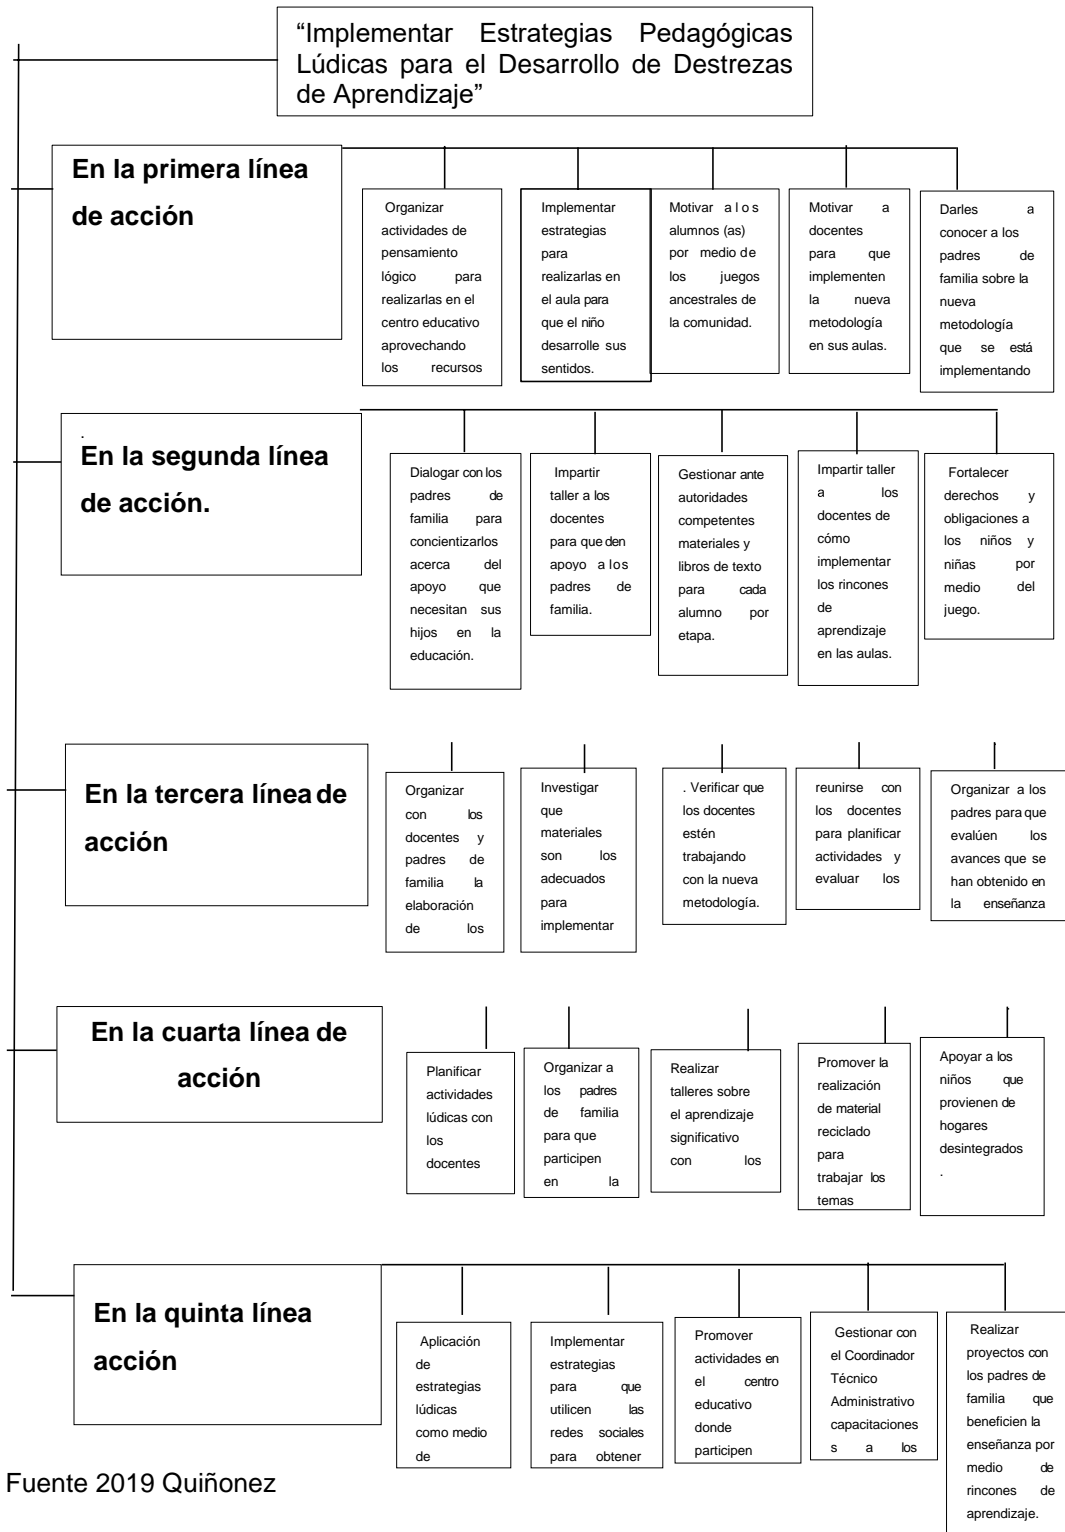 “Implementar Estrategias Pedagógicas
Lúdicas para el Desarrollo de Destrezas
de Aprendizaje”
En la primera línea
de acción
Organizar
actividades de
pensamiento
lógico para
realizarlas en el
centro educativo
aprovechando
los recursos
Implementar
estrategias
para
realizarlas en
el aula para
que el niño
desarrolle sus
sentidos.
Motivar a los
alumnos (as)
por medio de
los juegos
ancestrales de
la comunidad.
Motivar a
docentes
para que
implementen
la nueva
metodología
en sus aulas.
Darles a
conocer a los
padres de
familia sobre la
nueva
metodología
que se está
implementando
.
En la segunda línea
de acción.
Dialogar con los
padres de
familia para
concientizarlos
acerca del
apoyo que
necesitan sus
hijos en la
educación.
Impartir
taller a los
docentes
para que den
apoyo a los
padres de
familia.
Gestionar ante
autoridades
competentes
materiales y
libros de texto
para cada
alumno por
etapa.
Impartir taller
a los
docentes de
cómo
implementar
los rincones
de
aprendizaje
en las aulas.
Fortalecer
derechos y
obligaciones a
los niños y
niñas por
medio del
juego.
En la tercera línea de
acción
Organizar
con los
docentes y
padres de
familia la
elaboración
de los
Investigar
que
materiales
son los
adecuados
para
implementar
. Verificar que
los docentes
estén
trabajando
con la nueva
metodología.
reunirse con
los docentes
para planificar
actividades y
evaluar los
Organizar a los
padres para que
evalúen los
avances que se
han obtenido en
la enseñanza
En la cuarta línea de
acción
Planificar
actividades
lúdicas con
los
docentes
Organizar a
los padres
de familia
para que
participen
en la
Realizar
talleres sobre
el aprendizaje
significativo
con los
Promover la
realización
de material
reciclado
para
trabajar los
temas
Apoyar a los
niños que
provienen de
hogares
desintegrados
.
En la quinta línea
acción
Aplicación
de
estrategias
lúdicas
como medio
de
Implementar
estrategias
para que
utilicen las
redes sociales
para obtener
Promover
actividades en
el centro
educativo
donde
participen
Gestionar con
el Coordinador
Técnico
Administrativo
capacitaciones
s a los
Realizar
proyectos con
los padres de
familia que
beneficien la
enseñanza por
medio de
rincones de
aprendizaje.
Fuente 2019 Quiñonez